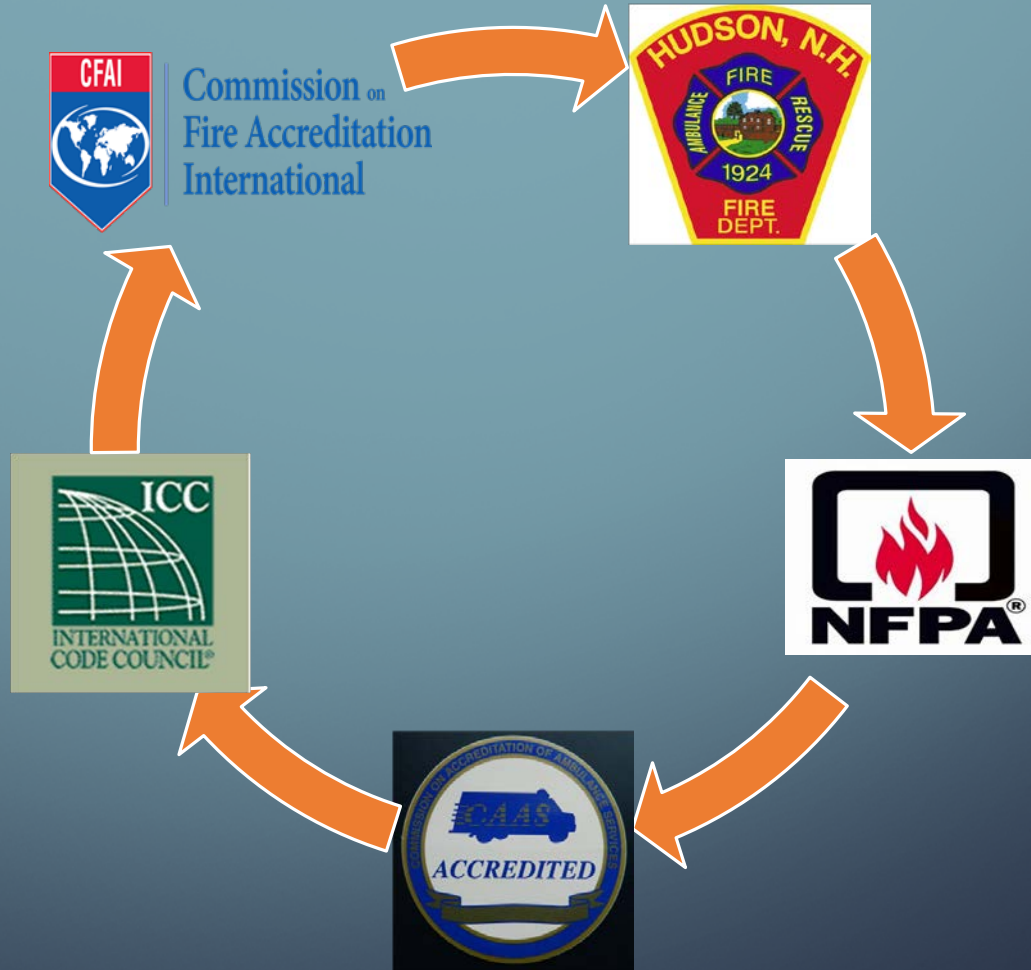 CFAI
Commission on
Fire Accreditation
International
HUDSON, N.H.
FIRE
AMBULANCE
RESCUE
1924
FIRE
DEPT.
NFPA®
COMMISSION ON ACCREDITATION OF AMBULANCE SERVICES
CAAS
ACCREDITED
ICC
INTERNATIONAL
CODE COUNCIL®